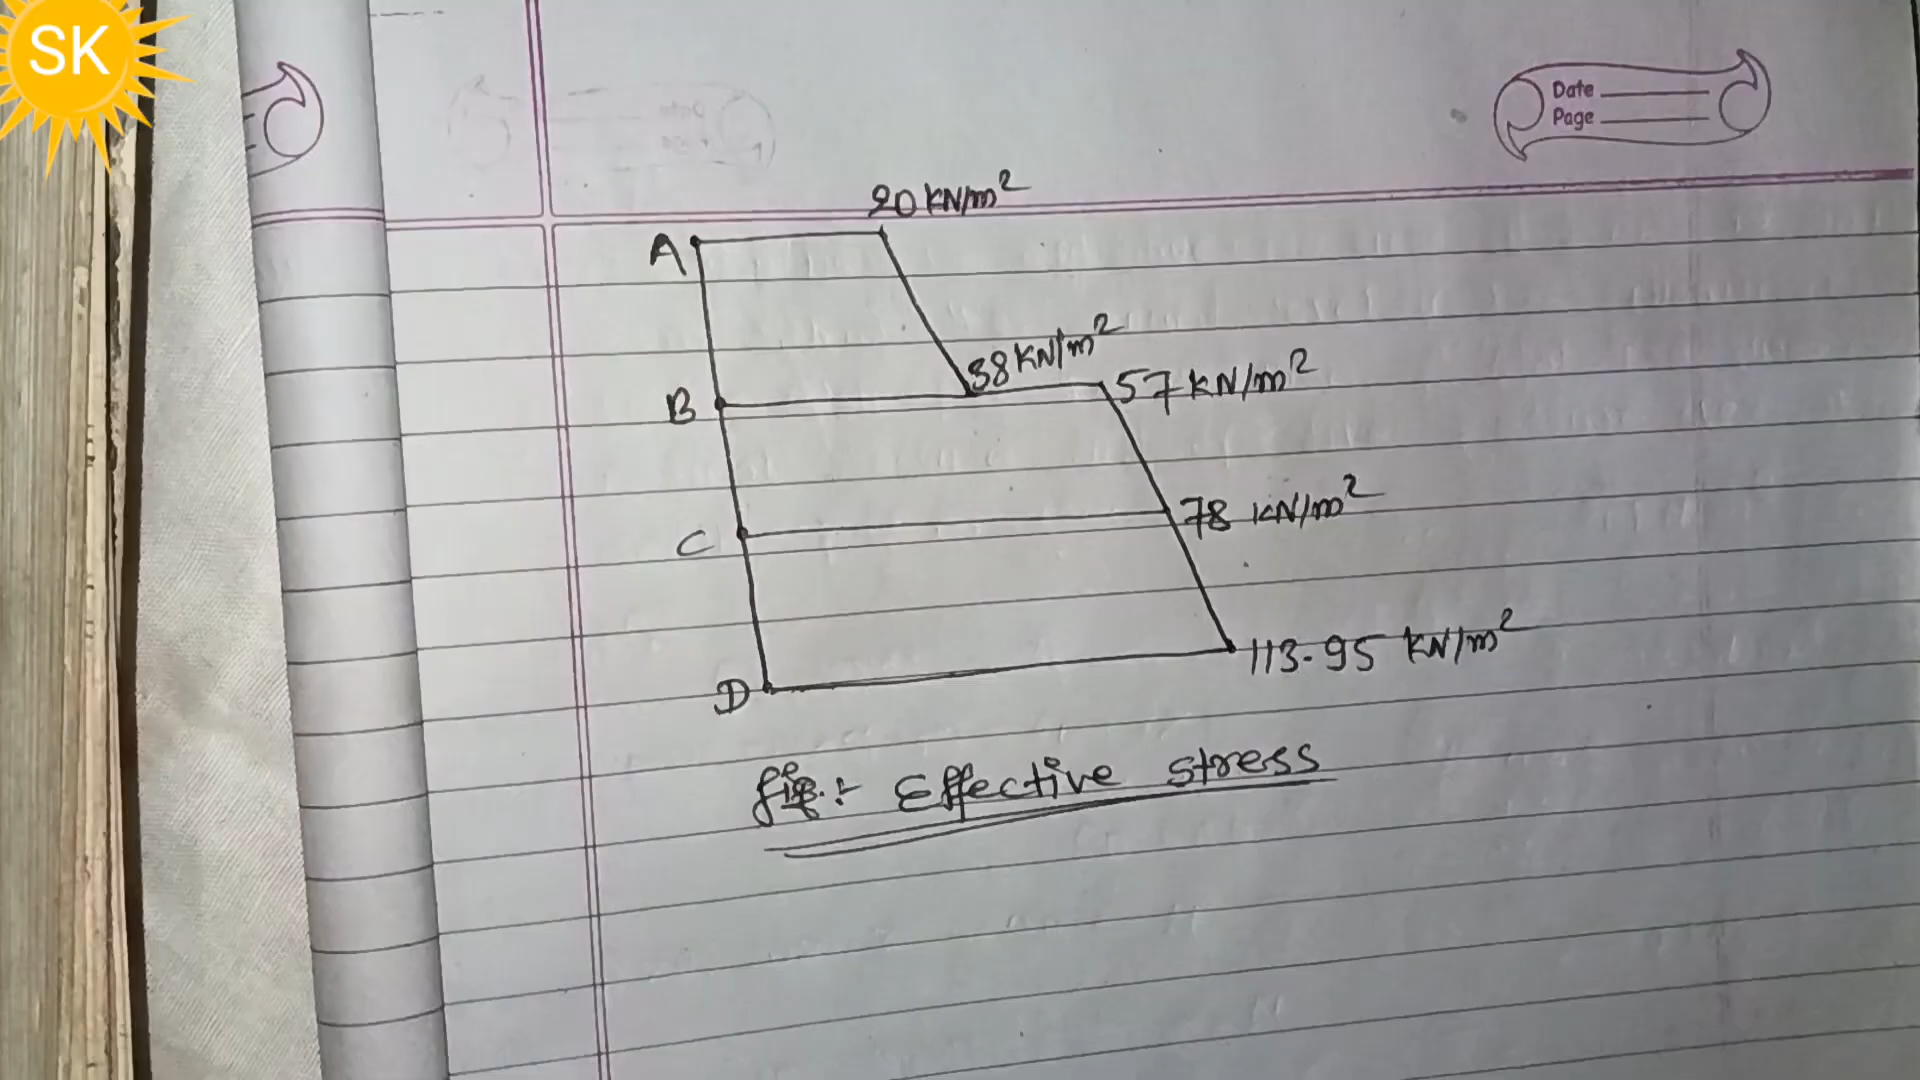 SK
Date
Page
20 KN/m²
A
38 KN/m²
57 KN/m²
B
78 KN/m²
C
113.95 KN/m²
D
fig.:- Effective stress